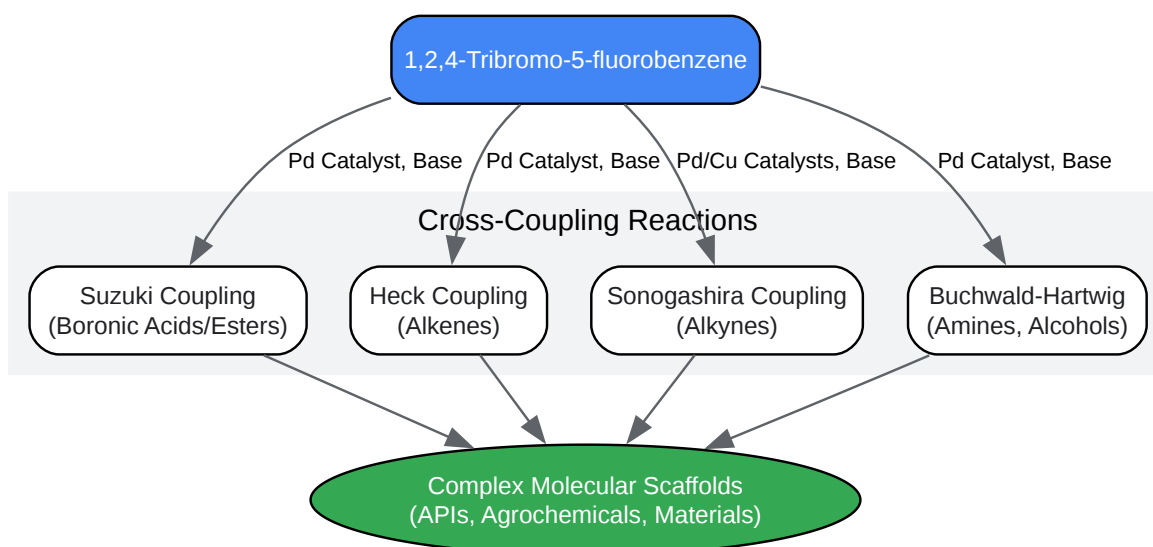 1,2,4-Tribromo-5-fluorobenzene
Pd Catalyst, Base
Pd Catalyst, Base
Pd/Cu Catalysts, Base
Pd Catalyst, Base
Cross-Coupling Reactions
Suzuki Coupling
(Boronic Acids/Esters)
Heck Coupling
(Alkenes)
Sonogashira Coupling
(Alkynes)
Buchwald-Hartwig
(Amines, Alcohols)
Complex Molecular Scaffolds
(APIs, Agrochemicals, Materials)